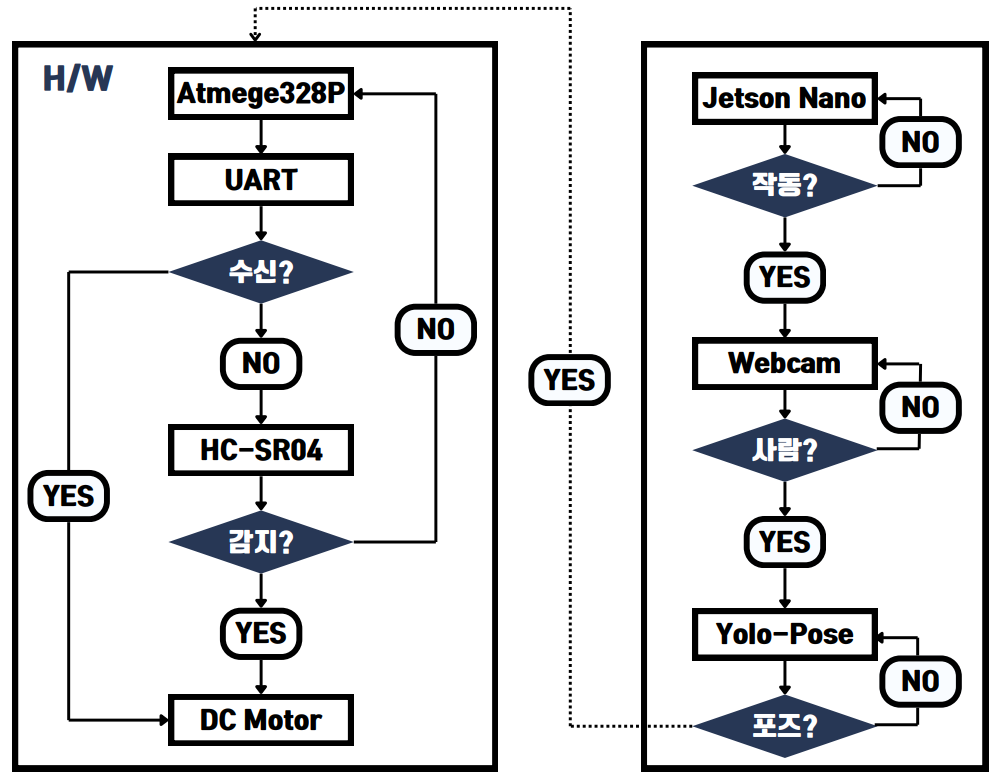 H/W
Atmege328P
UART
수신?
NO
NO
HC-SR04
YES
감지?
YES
DC Motor
YES
Jetson Nano
NO
작동?
YES
Webcam
NO
사람?
YES
Yolo-Pose
NO
포즈?